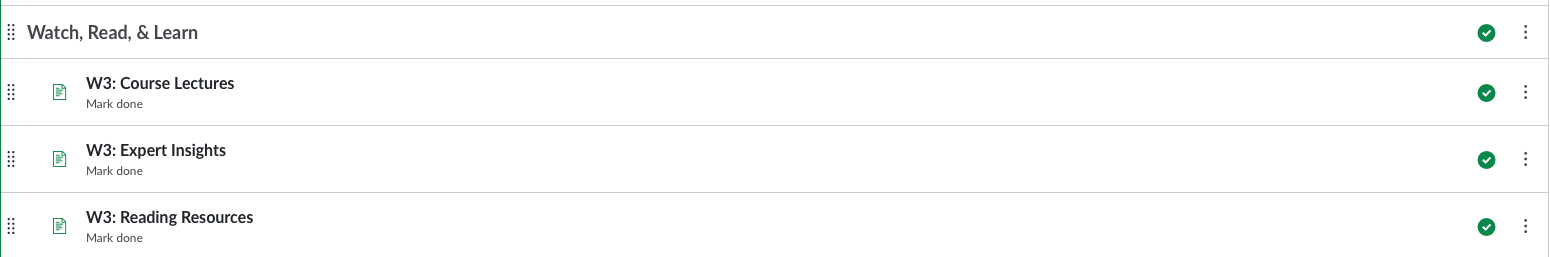 Watch, Read, & Learn
W3: Course Lectures
Mark done
W3: Expert Insights
Mark done
W3: Reading Resources
Mark done